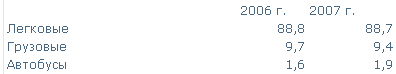 2006 г. 2007 г.
Легковые 88,8 88,7
Грузовые 9,7 9,4
Автобусы 1,6 1,9